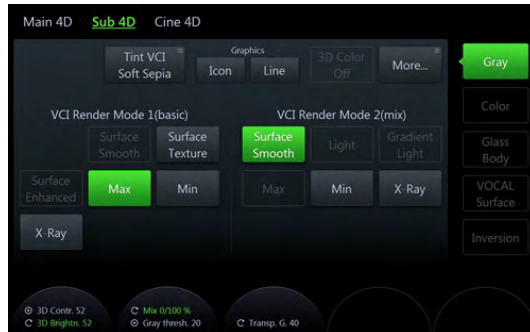 Main 4D Sub 4D Cine 4D
Tint VCI
Soft Sepia
Graphics
Icon Line
3D Color
Off
More...
Gray
Color
Glass
Body
VOCAL
Surface
Inversion
VCI Render Mode 1(basic)
Surface
Smooth
Surface
Texture
Surface
Enhanced
Max Min
X-Ray
VCI Render Mode 2(mix)
Surface
Smooth
Light
Gradient
Light
Max Min X-Ray
3D Contr. 52
3D Brightn. 52
Mix 0/100 %
Gray thresh. 20
Transp. G. 40